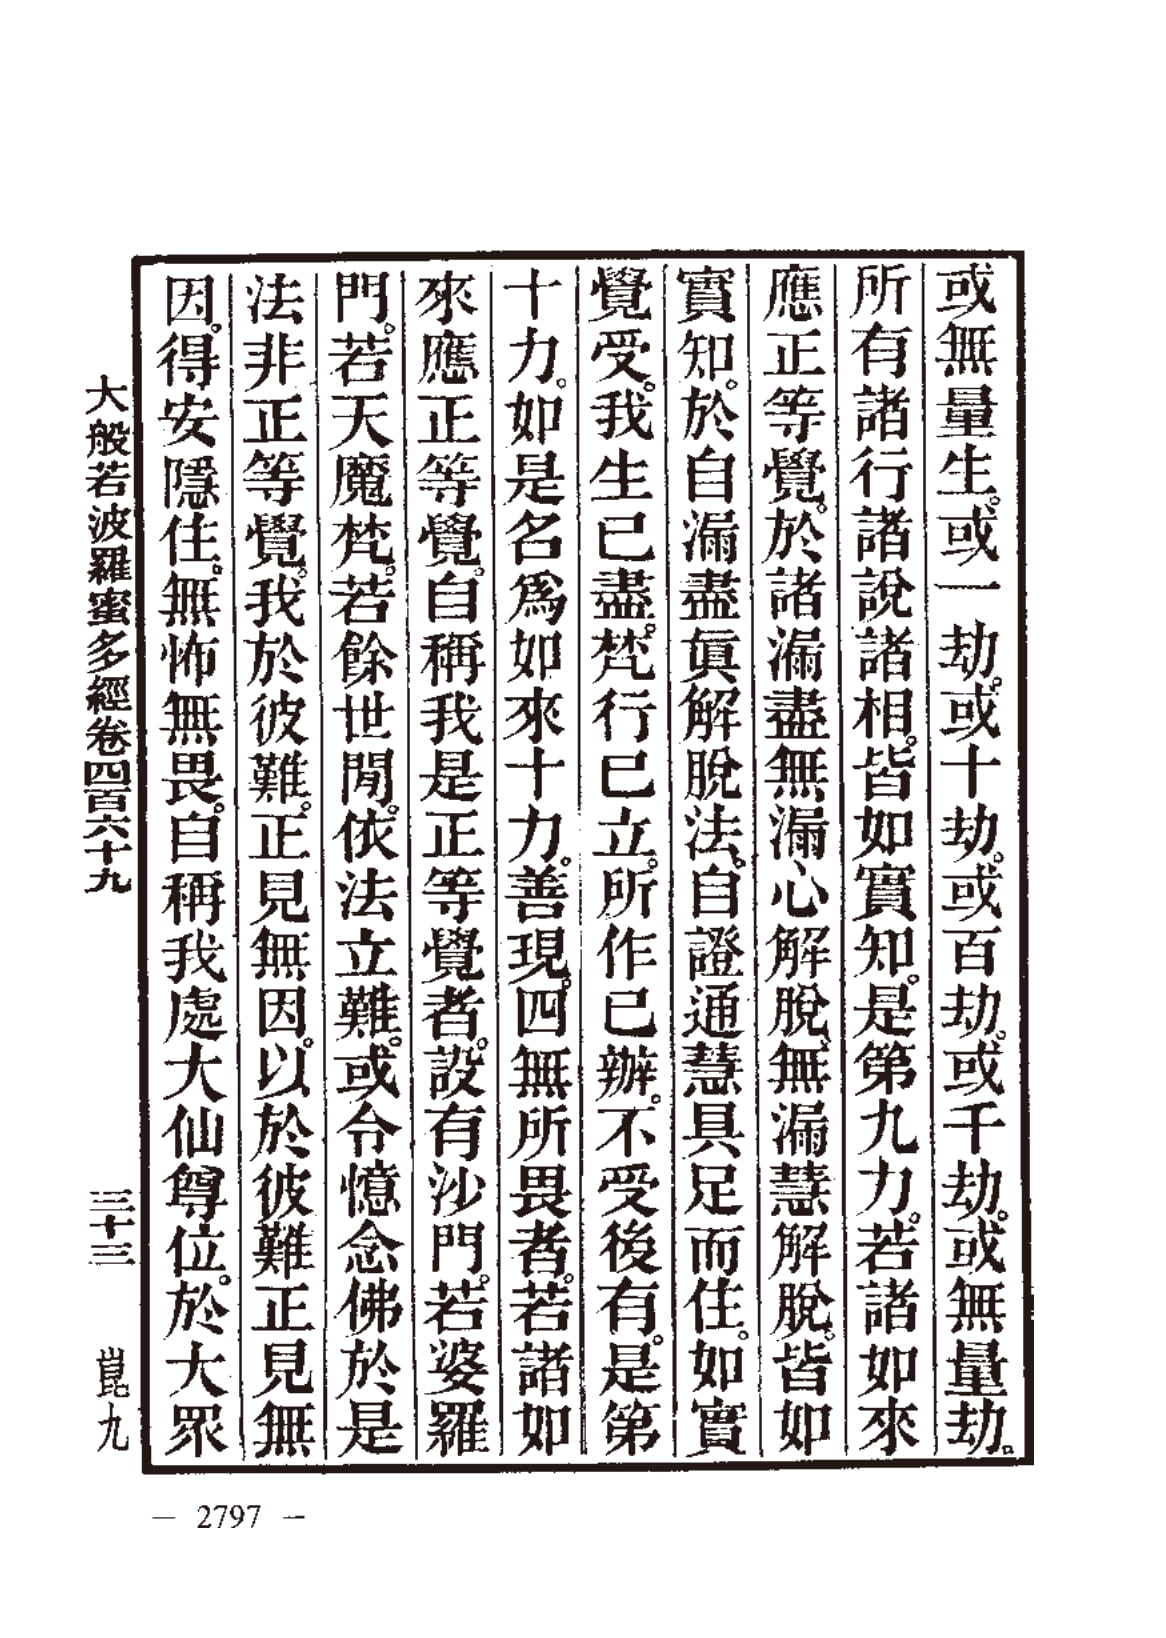 或無量生。或一劫。或十劫。或百劫。或千劫。或無量劫。
所有諸行諸說諸相。皆如實知。是第九力。若諸如來
應正等覺。於諸漏盡無漏心解脫、無漏慧解脫。皆如
實知。於自漏盡眞解脫法。自證通慧具足而住。如實
覺受。我生已盡。梵行已立。所作已辦。不受後有。是第
十力。如是名爲如來十力。善現。四無所畏者。若諸如
來應正等覺。自稱我是正等覺者。設有沙門。若婆羅
門。若天魔梵。若餘世閒。依法立難。或令憶念佛於是
法非正等覺。我於彼難。正見無因。以於彼難正見無
因。得安隱住。無怖無畏。自稱我處大仙尊位。於大眾
大般若波羅蜜多經卷四百六十九　三十三　崑九
— 2797 —